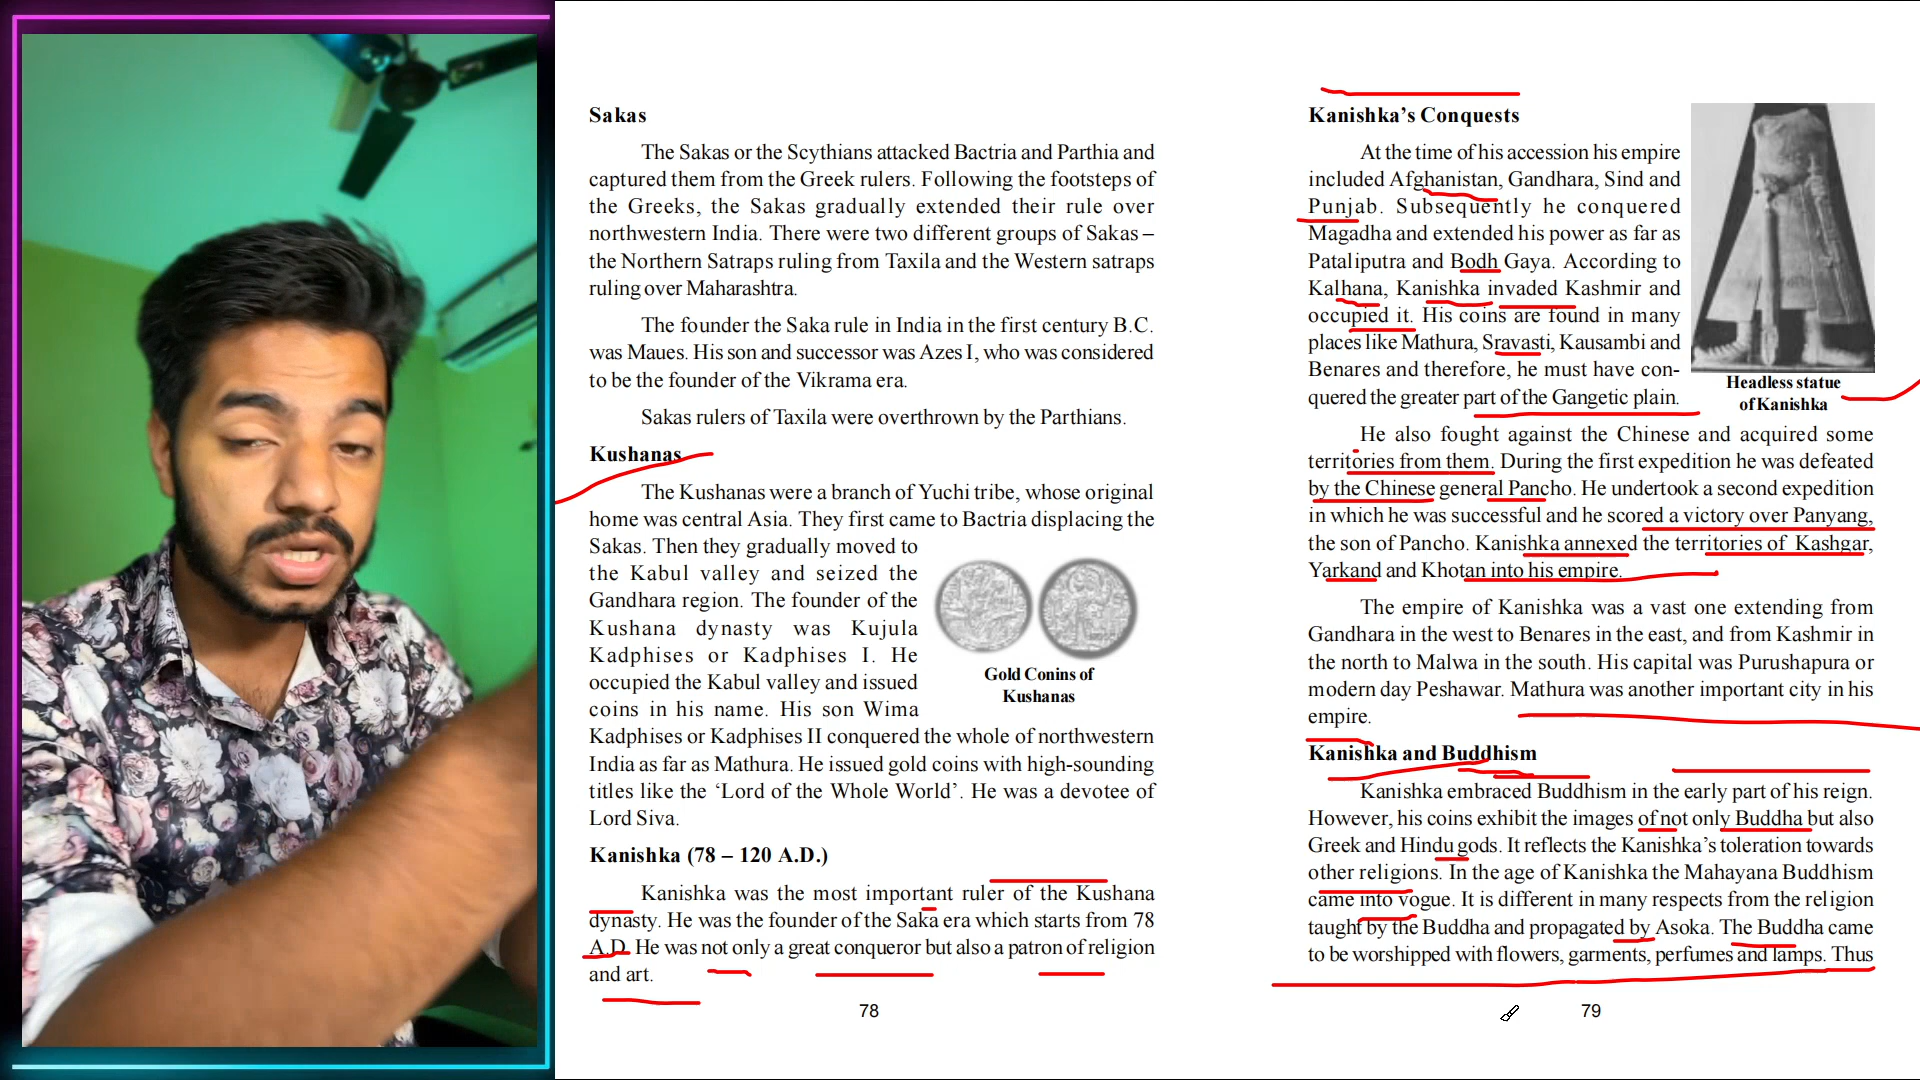 Sakas
The Sakas or the Scythians attacked Bactria and Parthia and
captured them from the Greek rulers. Following the footsteps of
the Greeks, the Sakas gradually extended their rule over
northwestern India. There were two different groups of Sakas –
the Northern Satraps ruling from Taxila and the Western satraps
ruling over Maharashtra.
The founder the Saka rule in India in the first century B.C.
was Maues. His son and successor was Azes I, who was considered
to be the founder of the Vikrama era.
Sakas rulers of Taxila were overthrown by the Parthians.
Kushanas
The Kushanas were a branch of Yuchi tribe, whose original
home was central Asia. They first came to Bactria displacing the
Sakas. Then they gradually moved to
the Kabul valley and seized the
Gandhara region. The founder of the
Kushana dynasty was Kujula
Kadphises or Kadphises I. He
occupied the Kabul valley and issued
coins in his name. His son Wima
Gold Conins of
Kushanas
Kadphises or Kadphises II conquered the whole of northwestern
India as far as Mathura. He issued gold coins with high-sounding
titles like the ‘Lord of the Whole World’. He was a devotee of
Lord Siva.
Kanishka (78 – 120 A.D.)
Kanishka was the most important ruler of the Kushana
dynasty. He was the founder of the Saka era which starts from 78
A.D. He was not only a great conqueror but also a patron of religion
and art.
78
Kanishka’s Conquests
At the time of his accession his empire
included Afghanistan, Gandhara, Sind and
Punjab. Subsequently he conquered
Magadha and extended his power as far as
Pataliputra and Bodh Gaya. According to
Kalhana, Kanishka invaded Kashmir and
occupied it. His coins are found in many
places like Mathura, Sravasti, Kausambi and
Benares and therefore, he must have con-
quered the greater part of the Gangetic plain.
Headless statue
of Kanishka
He also fought against the Chinese and acquired some
territories from them. During the first expedition he was defeated
by the Chinese general Pancho. He undertook a second expedition
in which he was successful and he scored a victory over Panyang,
the son of Pancho. Kanishka annexed the territories of Kashgar,
Yarkand and Khotan into his empire.
The empire of Kanishka was a vast one extending from
Gandhara in the west to Benares in the east, and from Kashmir in
the north to Malwa in the south. His capital was Purushapura or
modern day Peshawar. Mathura was another important city in his
empire.
Kanishka and Buddhism
Kanishka embraced Buddhism in the early part of his reign.
However, his coins exhibit the images of not only Buddha but also
Greek and Hindu gods. It reflects the Kanishka’s toleration towards
other religions. In the age of Kanishka the Mahayana Buddhism
came into vogue. It is different in many respects from the religion
taught by the Buddha and propagated by Asoka. The Buddha came
to be worshipped with flowers, garments, perfumes and lamps. Thus
79